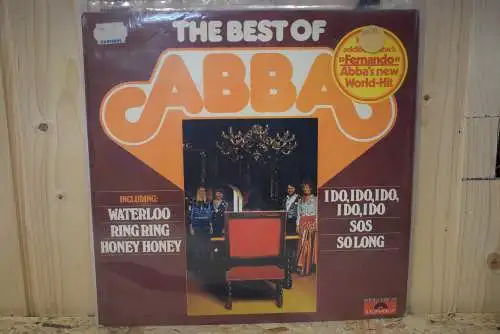 THE BEST OF
ABBA
»Fernando«
Abba's new
World-Hit
INCLUDING:
WATERLOO
RING RING
HONEY HONEY
I DO, I DO, I DO,
I DO, I DO
SOS
SO LONG